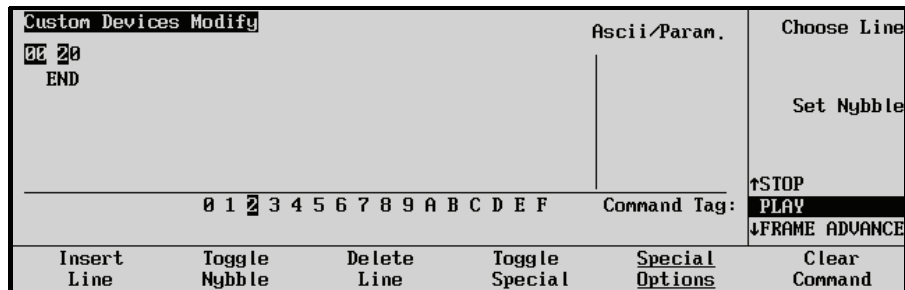 Custom Devices Modify
Ascii/Param.
Choose Line
00 20
END
Set Nybble
↑STOP
0 1 2 3 4 5 6 7 8 9 A B C D E F
Command Tag:
PLAY
↓FRAME ADVANCE
Insert Line
Toggle Nybble
Delete Line
Toggle Special
Special Options
Clear Command